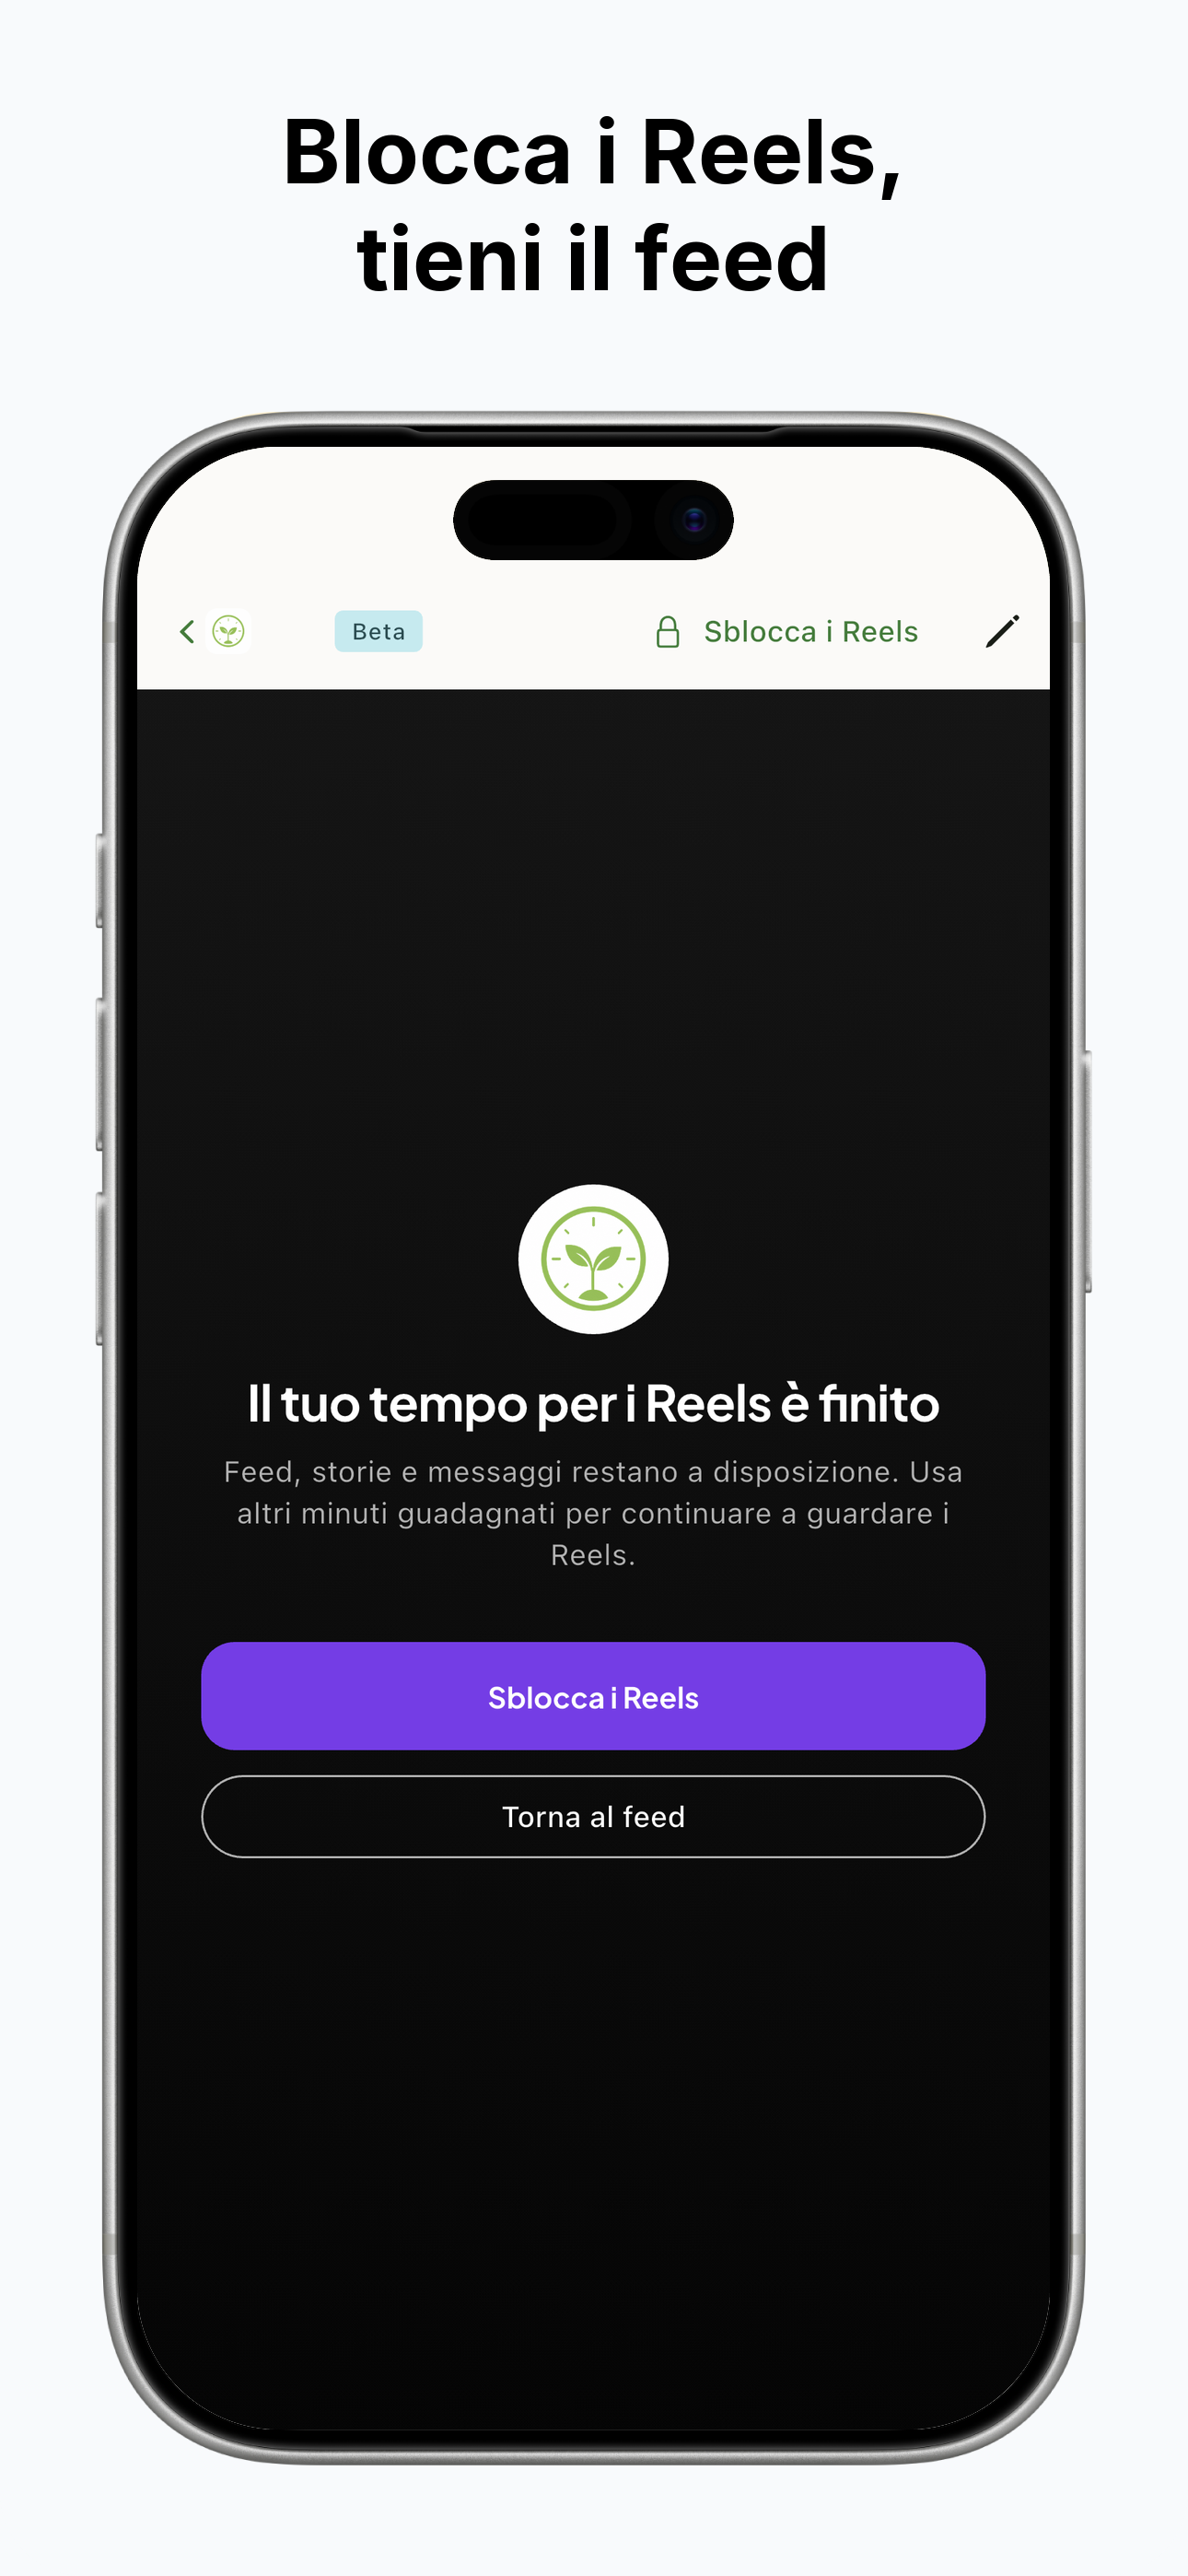 Blocca i Reels,
tieni il feed
Beta
Sblocca i Reels
Il tuo tempo per i Reels è finito
Feed, storie e messaggi restano a disposizione. Usa
altri minuti guadagnati per continuare a guardare i
Reels.
Sblocca i Reels
Torna al feed